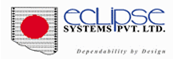 eCLIPSe
SYSTEMS PVT. LTD.
Dependability by Design